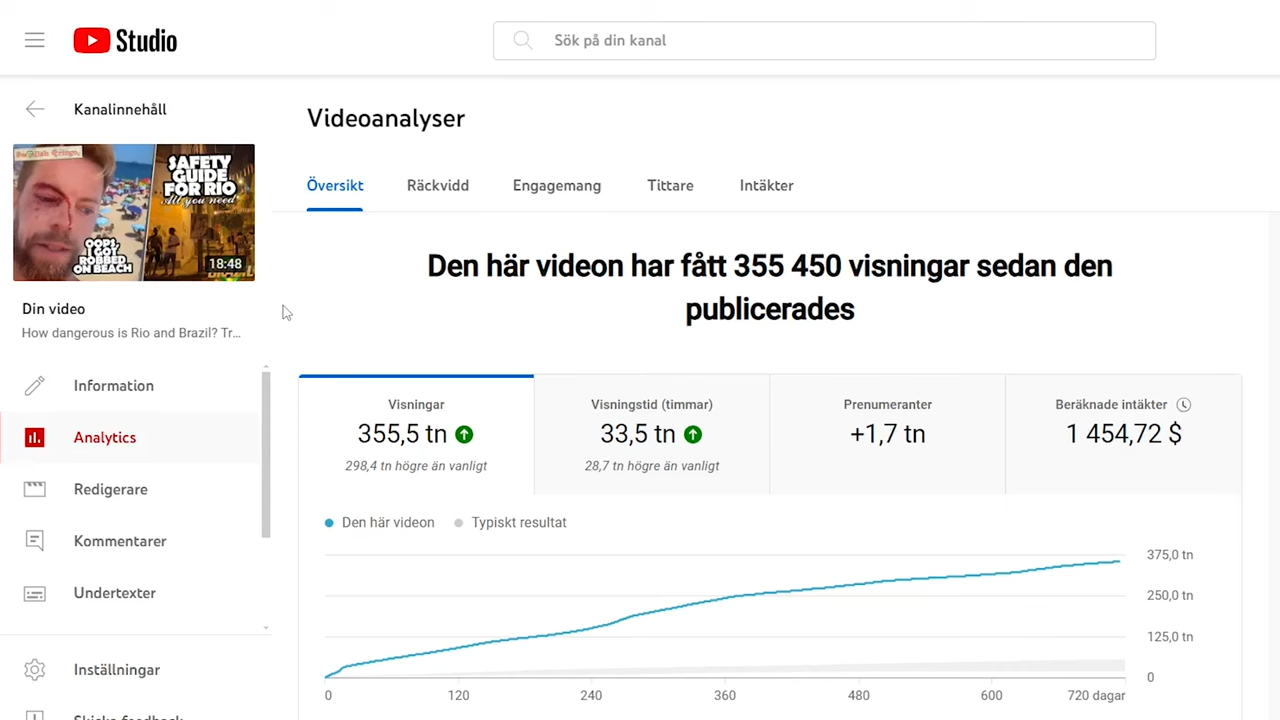 Studio
Sök på din kanal
Kanalinnehåll
Swedish Gringo
SAFETY
GUIDE
FOR RIO
All you need
OOPS
I GOT
ROBBED
ON BEACH
18:48
Din video
How dangerous is Rio and Brazil? Tr...
Information
Analytics
Redigerare
Kommentarer
Undertexter
Inställningar
Skicka feedback
Videoanalyser
Översikt
Räckvidd
Engagemang
Tittare
Intäkter
Den här videon har fått 355 450 visningar sedan den
publicerades
Visningar
355,5 tn
298,4 tn högre än vanligt
Visningstid (timmar)
33,5 tn
28,7 tn högre än vanligt
Prenumeranter
+1,7 tn
Beräknade intäkter
1 454,72 $
Den här videon
Typiskt resultat
375,0 tn
250,0 tn
125,0 tn
0
0
120
240
360
480
600
720 dagar